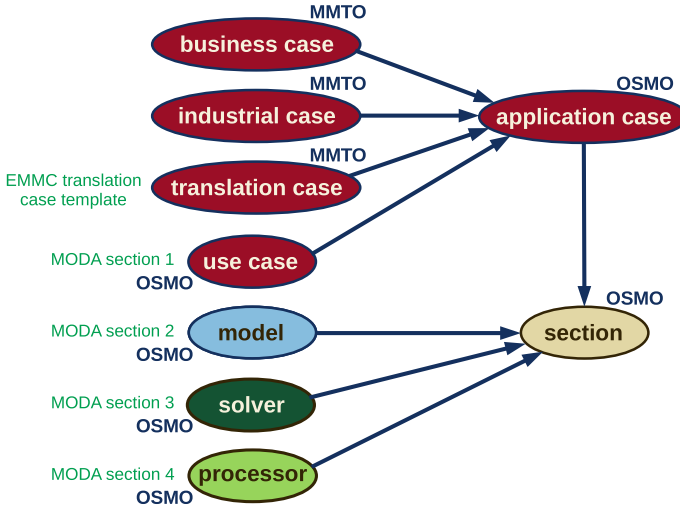 MMTO
business case
MMTO
OSMO
industrial case
application case
MMTO
EMMC translation
case template
translation case
MODA section 1
use case
OSMO
OSMO
MODA section 2
model
section
OSMO
MODA section 3
solver
OSMO
MODA section 4
processor
OSMO